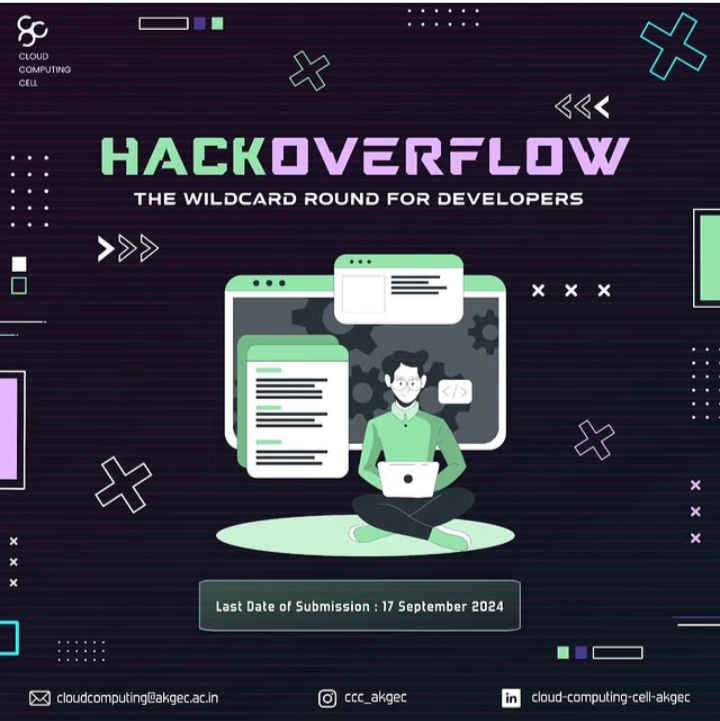 CLOUD
COMPUTING
CELL
HACKOVERFLOW
THE WILDCARD ROUND FOR DEVELOPERS
</>
Last Date of Submission : 17 September 2024
cloudcomputing@akgec.ac.in
ccc_akgec
in
cloud-computing-cell-akgec